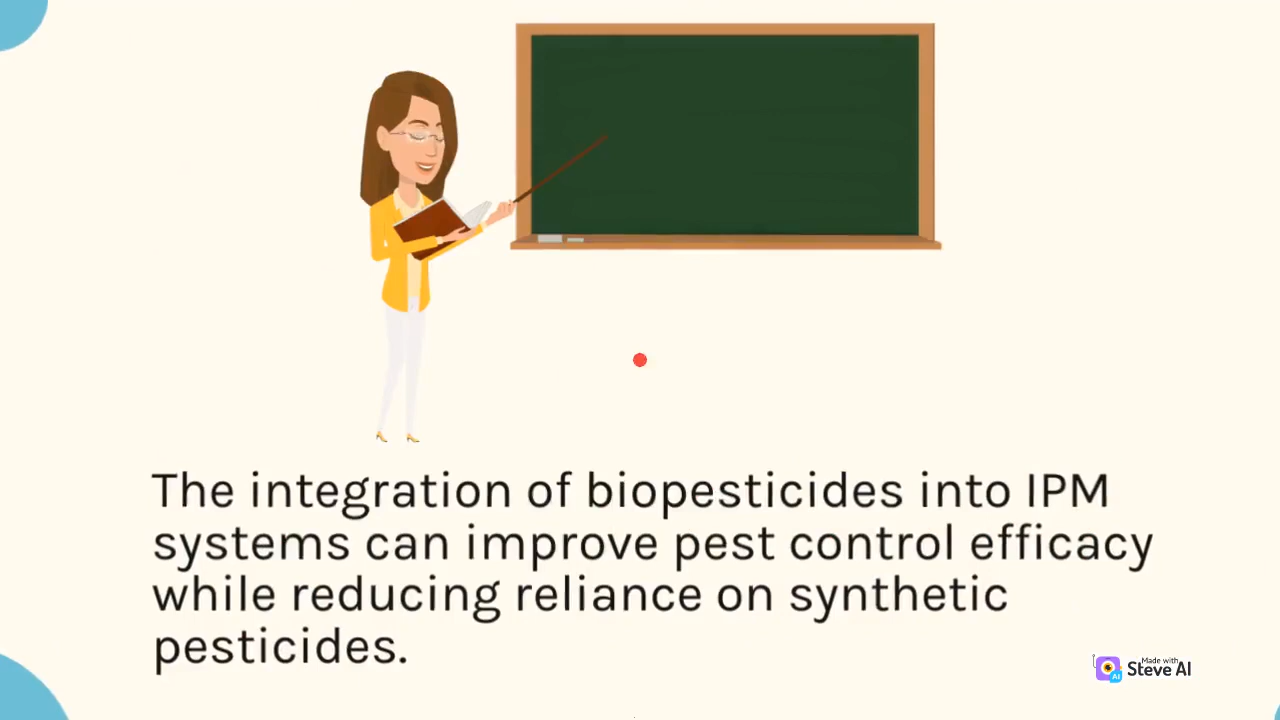 The integration of biopesticides into IPM
systems can improve pest control efficacy
while reducing reliance on synthetic
pesticides.
Made with
Steve AI
AI